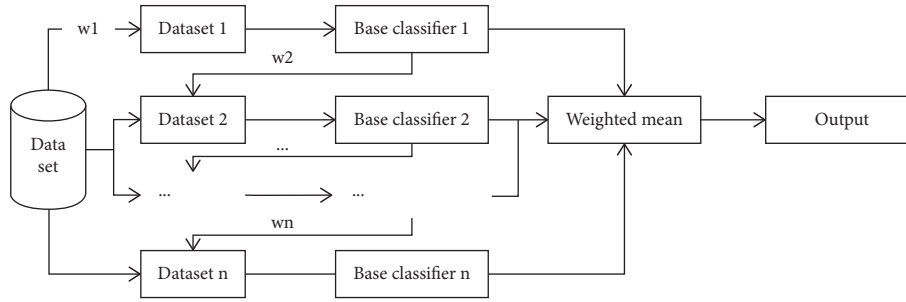 w1
Dataset 1
Base classifier 1
w2
Data
set
Dataset 2
Base classifier 2
Weighted mean
Output
...
...
...
wn
Dataset n
Base classifier n